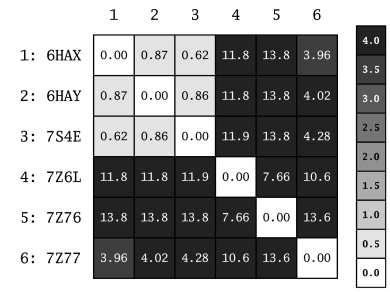 1 2 3 4 5 6
1: 6HAX 0.00 0.87 0.62 11.8 13.8 3.96
2: 6HAY 0.87 0.00 0.86 11.8 13.8 4.02
3: 7S4E 0.62 0.86 0.00 11.9 13.8 4.28
4: 7Z6L 11.8 11.8 11.9 0.00 7.66 10.6
5: 7Z76 13.8 13.8 13.8 7.66 0.00 13.6
6: 7Z77 3.96 4.02 4.28 10.6 13.6 0.00
4.0
3.5
3.0
2.5
2.0
1.5
1.0
0.5
0.0